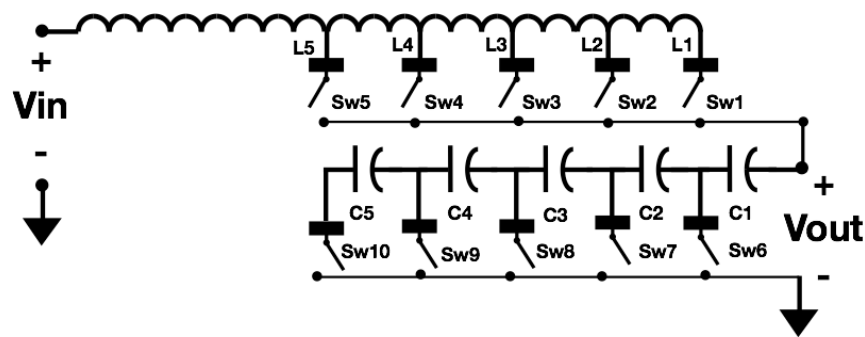 L5 L4 L3 L2 L1
+
Sw5 Sw4 Sw3 Sw2 Sw1
Vin
-
+
C5 C4 C3 C2 C1
Vout
Sw10 Sw9 Sw8 Sw7 Sw6
-